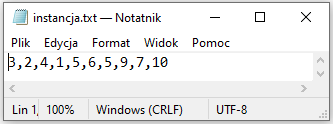 instancja.txt — Notatnik
Plik Edycja Format Widok Pomoc
3,2,4,1,5,6,5,9,7,10
Lin 1, 100% Windows (CRLF) UTF-8